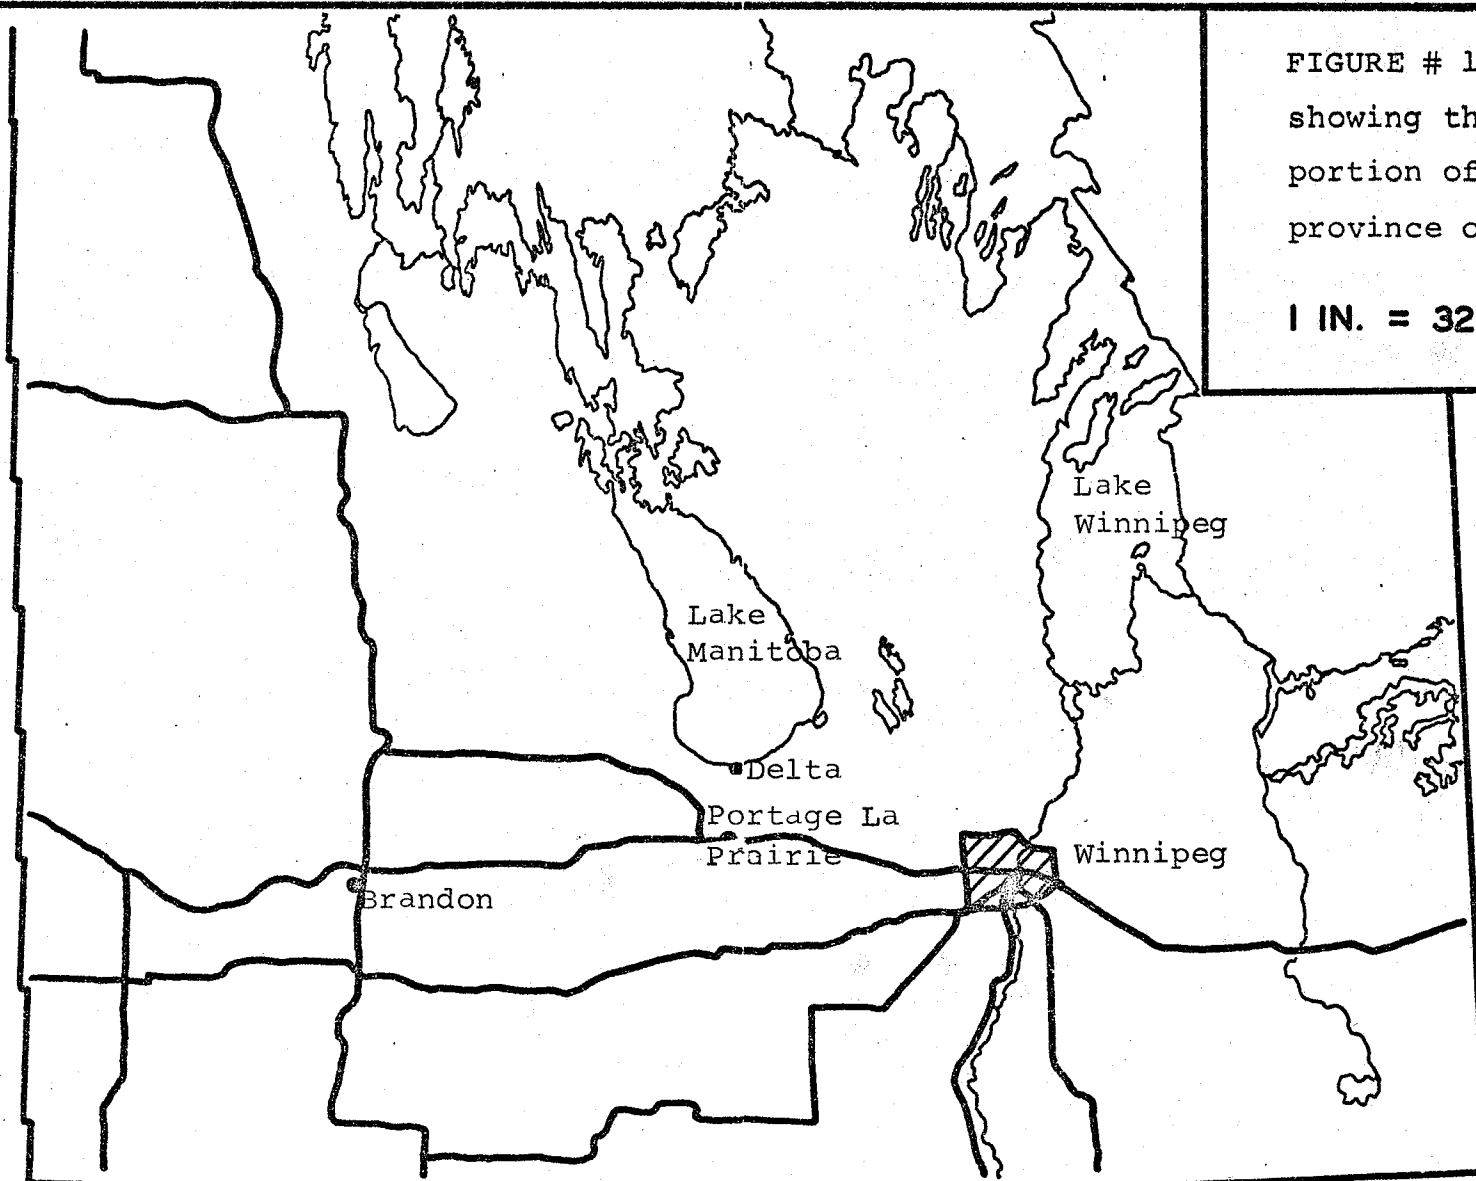 FIGURE # 1
showing th
portion of
province o
I IN. = 32
Lake
Winnipeg
Lake
Manitoba
Delta
Portage La
Prairie
Winnipeg
Brandon